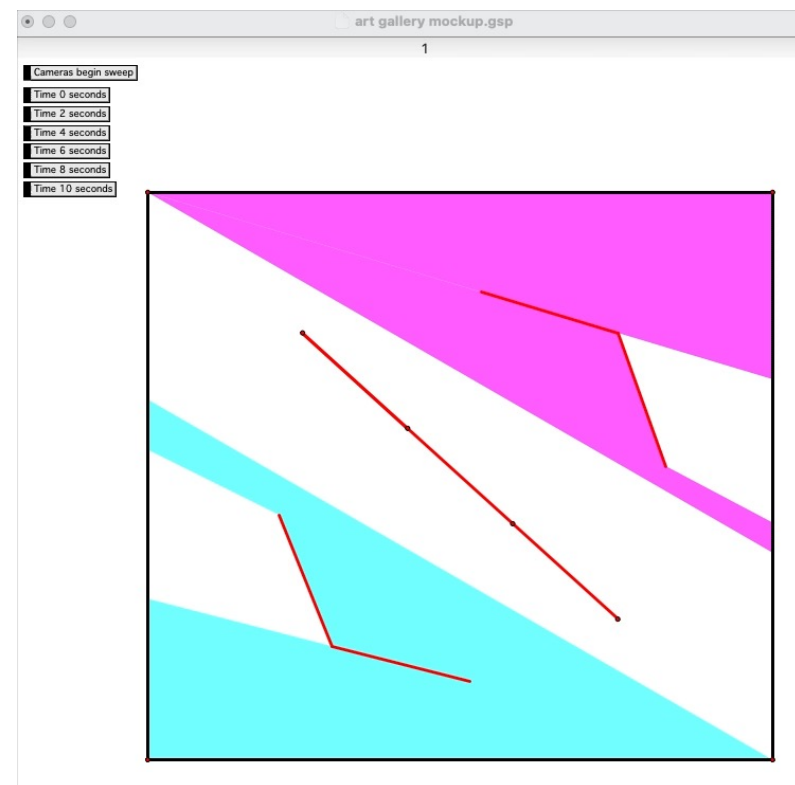 art gallery mockup.gsp
1
Cameras begin sweep
Time 0 seconds
Time 2 seconds
Time 4 seconds
Time 6 seconds
Time 8 seconds
Time 10 seconds